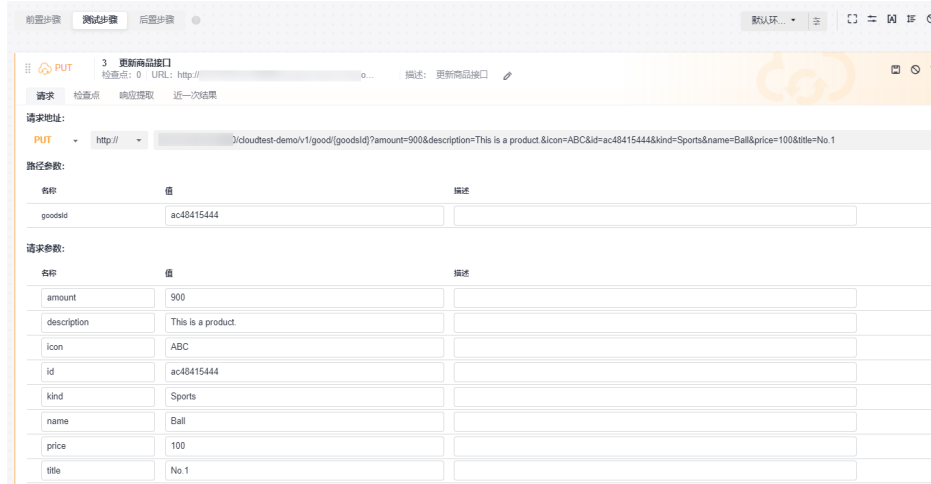 前置步骤 测试步骤 后置步骤 默认环...
PUT 3 更新商品接口
检查点: 0 URL: http:// o... 描述: 更新商品接口
请求 检查点 响应提取 近一次结果
请求地址:
PUT http:// 0/cloudtest-demo/v1/good/{goodsId}?amount=900&description=This is a product.&icon=ABC&id=ac48415444&kind=Sports&name=Ball&price=100&title=No.1
路径参数:
名称 值 描述
goodsId ac48415444
请求参数:
名称 值 描述
amount 900
description This is a product.
icon ABC
id ac48415444
kind Sports
name Ball
price 100
title No.1